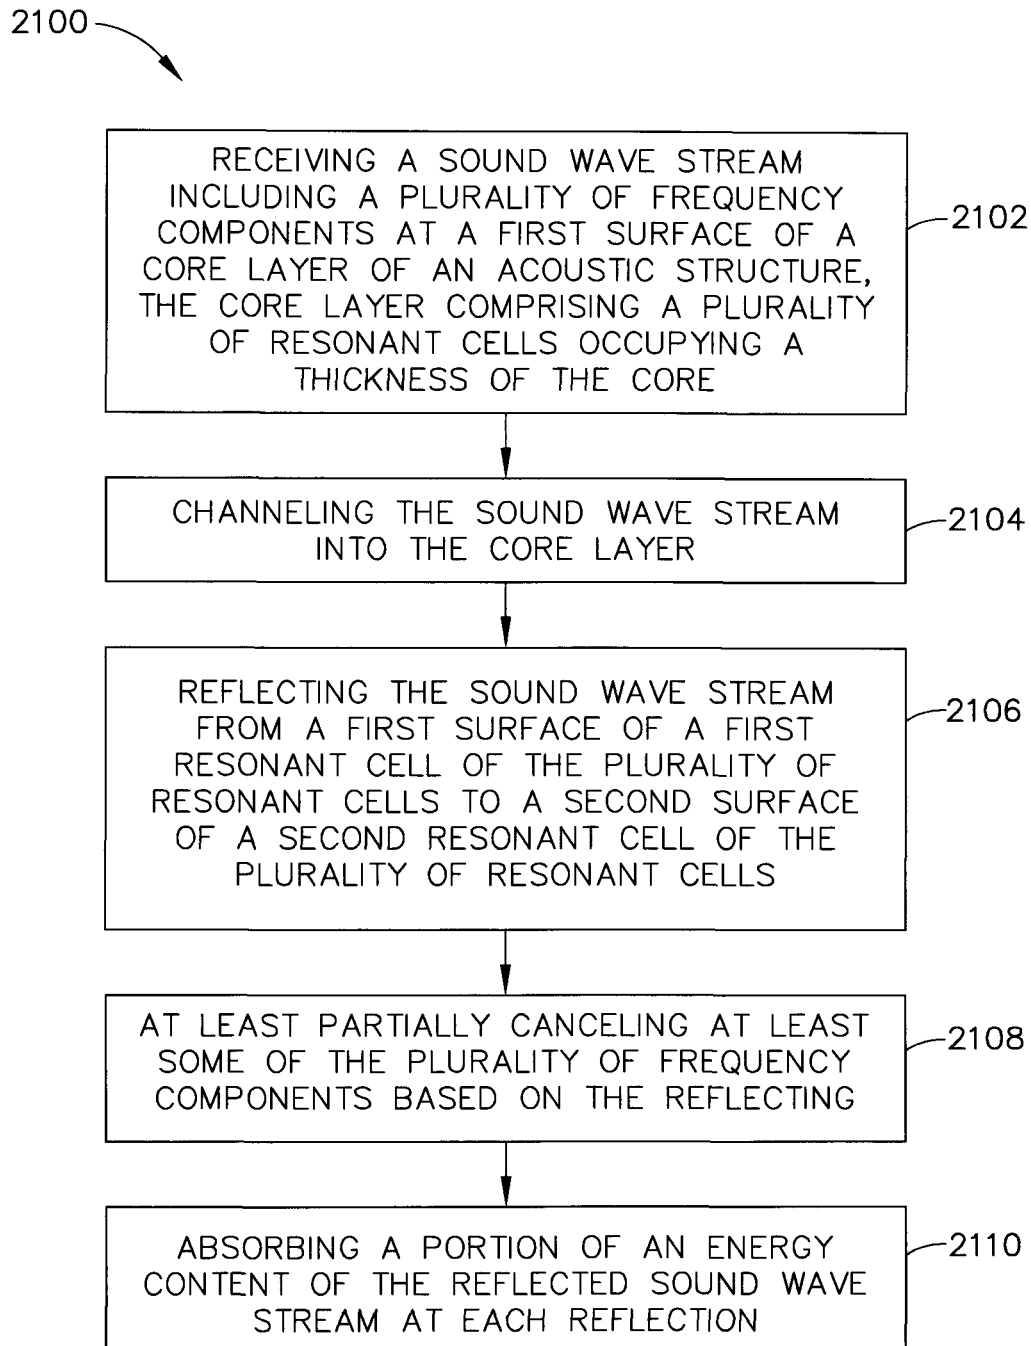 2100
RECEIVING A SOUND WAVE STREAM
INCLUDING A PLURALITY OF FREQUENCY
COMPONENTS AT A FIRST SURFACE OF A
CORE LAYER OF AN ACOUSTIC STRUCTURE,
THE CORE LAYER COMPRISING A PLURALITY
OF RESONANT CELLS OCCUPYING A
THICKNESS OF THE CORE
2102
CHANNELING THE SOUND WAVE STREAM
INTO THE CORE LAYER
2104
REFLECTING THE SOUND WAVE STREAM
FROM A FIRST SURFACE OF A FIRST
RESONANT CELL OF THE PLURALITY OF
RESONANT CELLS TO A SECOND SURFACE
OF A SECOND RESONANT CELL OF THE
PLURALITY OF RESONANT CELLS
2106
AT LEAST PARTIALLY CANCELING AT LEAST
SOME OF THE PLURALITY OF FREQUENCY
COMPONENTS BASED ON THE REFLECTING
2108
ABSORBING A PORTION OF AN ENERGY
CONTENT OF THE REFLECTED SOUND WAVE
STREAM AT EACH REFLECTION
2110